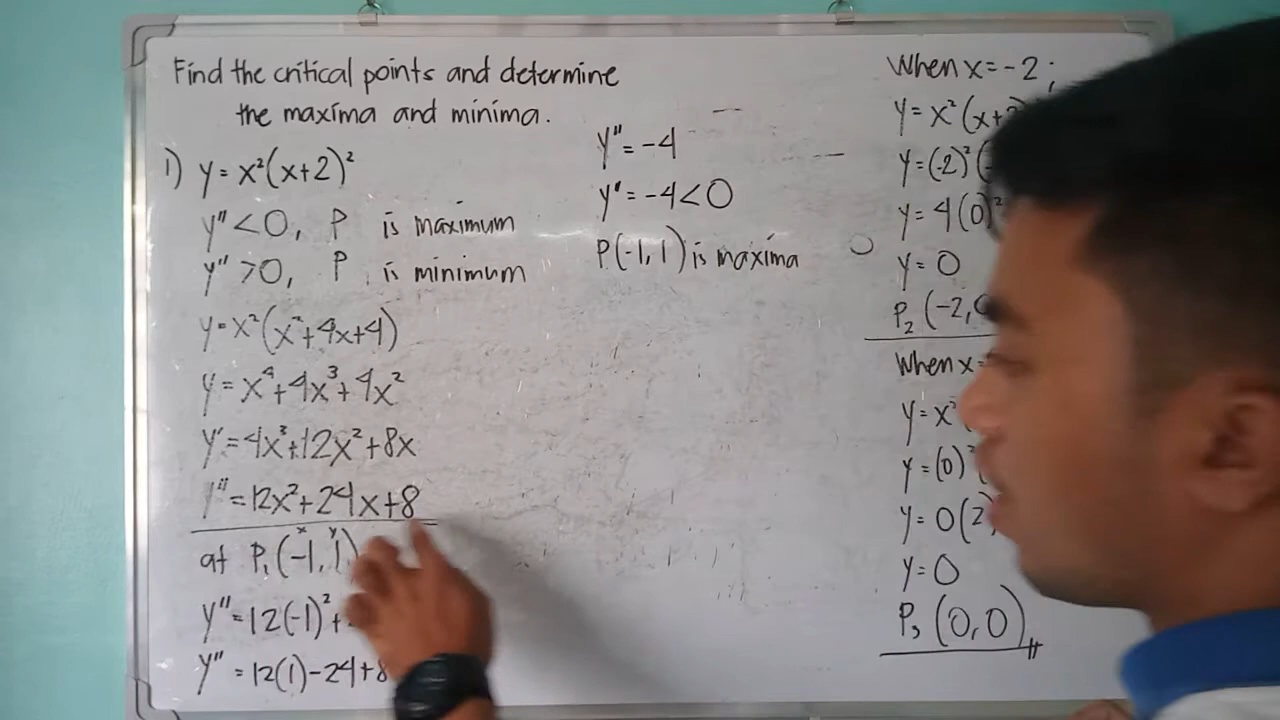 Find the critical points and determine
the maxima and minima.
1) y = x²(x+2)²
y" < 0, P is maximum
y" > 0, P is minimum
y = x²(x²+4x+4)
y = x⁴+4x³+4x²
y' = 4x³+12x²+8x
y" = 12x²+24x+8
at P₁(-1, 1)
x y
y" = 12(-1)²+
y" = 12(1)-24+8
y" = -4
y" = -4 < 0
P(-1, 1) is maxima
When x = -2;
y = x²(x+2)
y = (-2)²(
y = 4(0)²
y = 0
P₂(-2,
When x =
y = x²
y = (0)²
y = 0(2
y = 0
P₃(0,0)